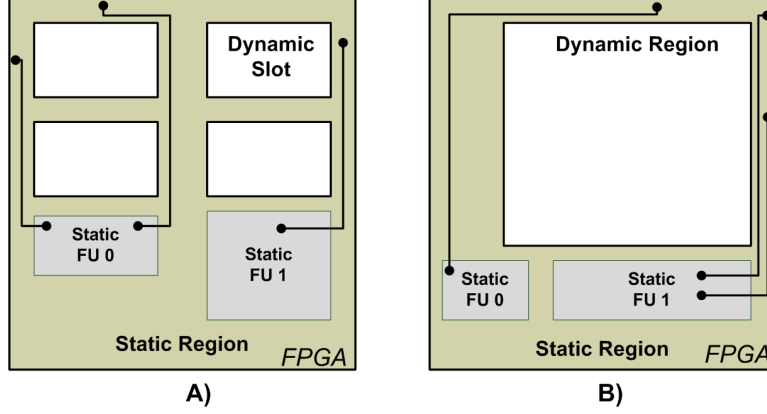 Dynamic
Slot
Static
FU 0
Static
FU 1
Static Region
FPGA
A)
Dynamic Region
Static
FU 0
Static
FU 1
Static Region
FPGA
B)